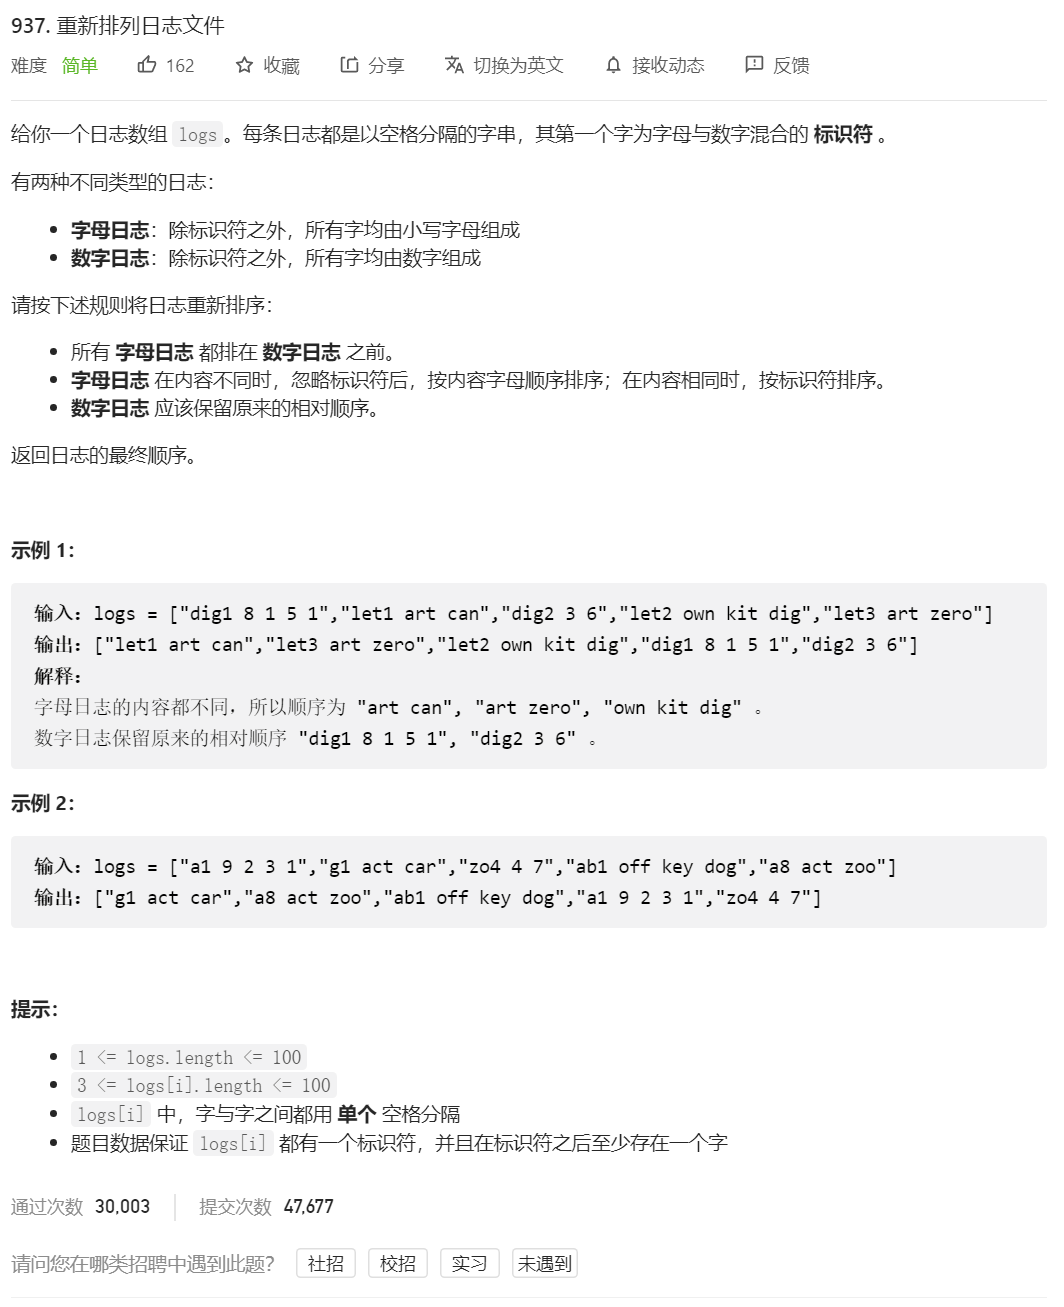 937. 重新排列日志文件
难度 简单 162 收藏 分享 切换为英文 接收动态 反馈
给你一个日志数组 logs。每条日志都是以空格分隔的字串，其第一个字为字母与数字混合的 标识符 。
有两种不同类型的日志：
• 字母日志：除标识符之外，所有字均由小写字母组成
• 数字日志：除标识符之外，所有字均由数字组成
请按下述规则将日志重新排序：
• 所有 字母日志 都排在 数字日志 之前。
• 字母日志 在内容不同时，忽略标识符后，按内容字母顺序排序；在内容相同时，按标识符排序。
• 数字日志 应该保留原来的相对顺序。
返回日志的最终顺序。
示例 1：
输入：logs = ["dig1 8 1 5 1","let1 art can","dig2 3 6","let2 own kit dig","let3 art zero"]
输出：["let1 art can","let3 art zero","let2 own kit dig","dig1 8 1 5 1","dig2 3 6"]
解释：
字母日志的内容都不同，所以顺序为 "art can", "art zero", "own kit dig" 。
数字日志保留原来的相对顺序 "dig1 8 1 5 1", "dig2 3 6" 。
示例 2：
输入：logs = ["a1 9 2 3 1","g1 act car","zo4 4 7","ab1 off key dog","a8 act zoo"]
输出：["g1 act car","a8 act zoo","ab1 off key dog","a1 9 2 3 1","zo4 4 7"]
提示：
• 1 <= logs.length <= 100
• 3 <= logs[i].length <= 100
• logs[i] 中，字与字之间都用 单个 空格分隔
• 题目数据保证 logs[i] 都有一个标识符，并且在标识符之后至少存在一个字
通过次数 30,003 提交次数 47,677
请问您在哪类招聘中遇到此题？ 社招 校招 实习 未遇到